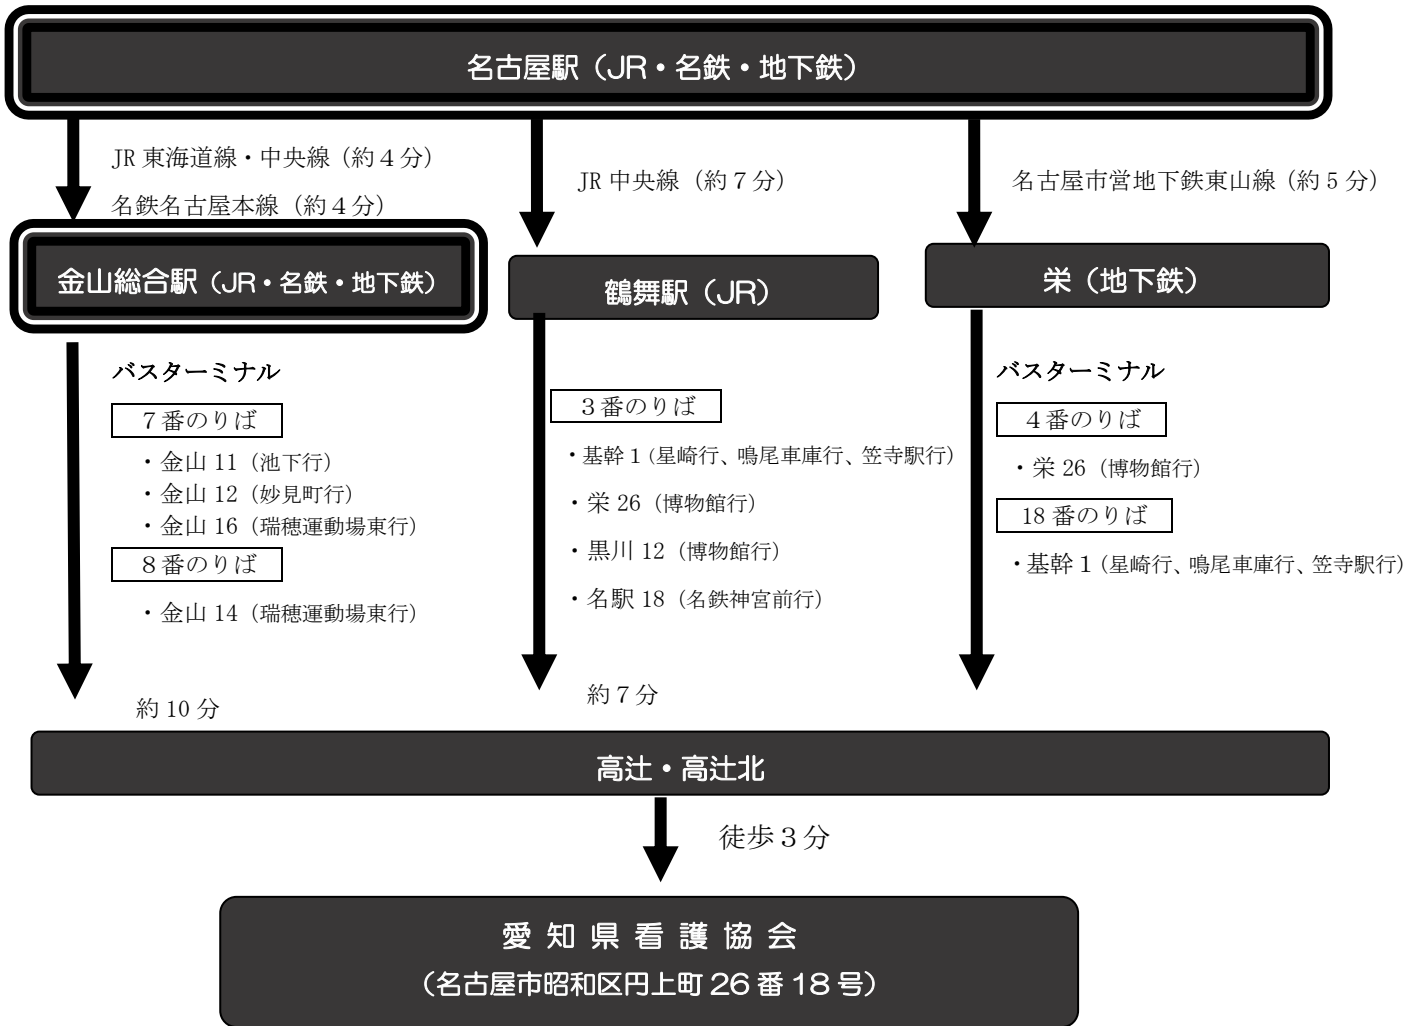 名古屋駅（JR・名鉄・地下鉄）
JR 東海道線・中央線（約４分）
名鉄名古屋本線（約４分）
JR 中央線（約７分）
名古屋市営地下鉄東山線（約５分）
金山総合駅（JR・名鉄・地下鉄）
鶴舞駅（JR）
栄（地下鉄）
バスターミナル
７番のりば
・金山 11（池下行）
・金山 12（妙見町行）
・金山 16（瑞穂運動場東行）
８番のりば
・金山 14（瑞穂運動場東行）
約 10 分
３番のりば
・基幹１（星崎行、鳴尾車庫行、笠寺駅行）
・栄 26（博物館行）
・黒川 12（博物館行）
・名駅 18（名鉄神宮前行）
約７分
バスターミナル
４番のりば
・栄 26（博物館行）
18 番のりば
・基幹１（星崎行、鳴尾車庫行、笠寺駅行）
高辻・高辻北
徒歩３分
愛 知 県 看 護 協 会
（名古屋市昭和区円上町 26 番 18 号）